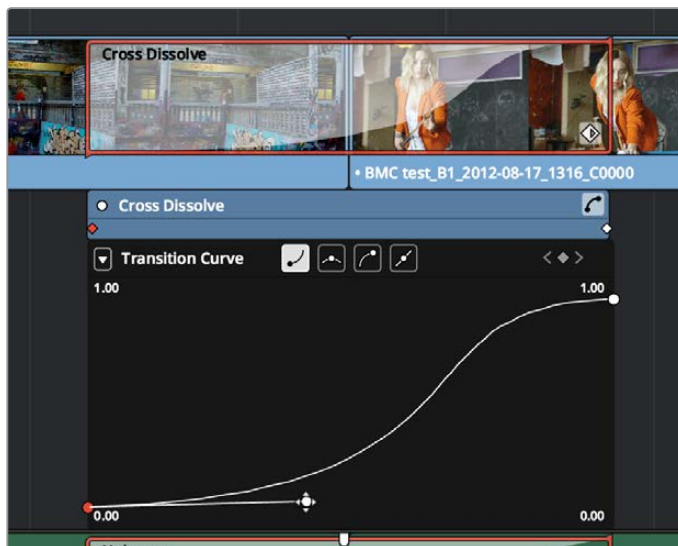 Cross Dissolve
• BMC test_B1_2012-08-17_1316_C0000
Cross Dissolve
Transition Curve
1.00 1.00
0.00 0.00